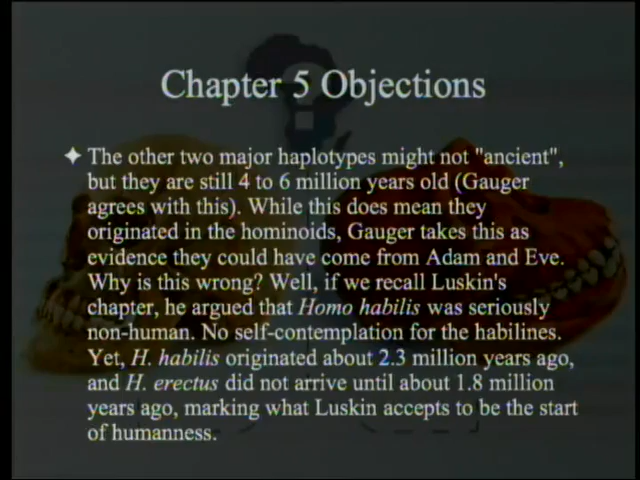 Chapter 5 Objections
✦ The other two major haplotypes might not "ancient",
but they are still 4 to 6 million years old (Gauger
agrees with this). While this does mean they
originated in the hominoids, Gauger takes this as
evidence they could have come from Adam and Eve.
Why is this wrong? Well, if we recall Luskin's
chapter, he argued that Homo habilis was seriously
non-human. No self-contemplation for the habilines.
Yet, H. habilis originated about 2.3 million years ago,
and H. erectus did not arrive until about 1.8 million
years ago, marking what Luskin accepts to be the start
of humanness.